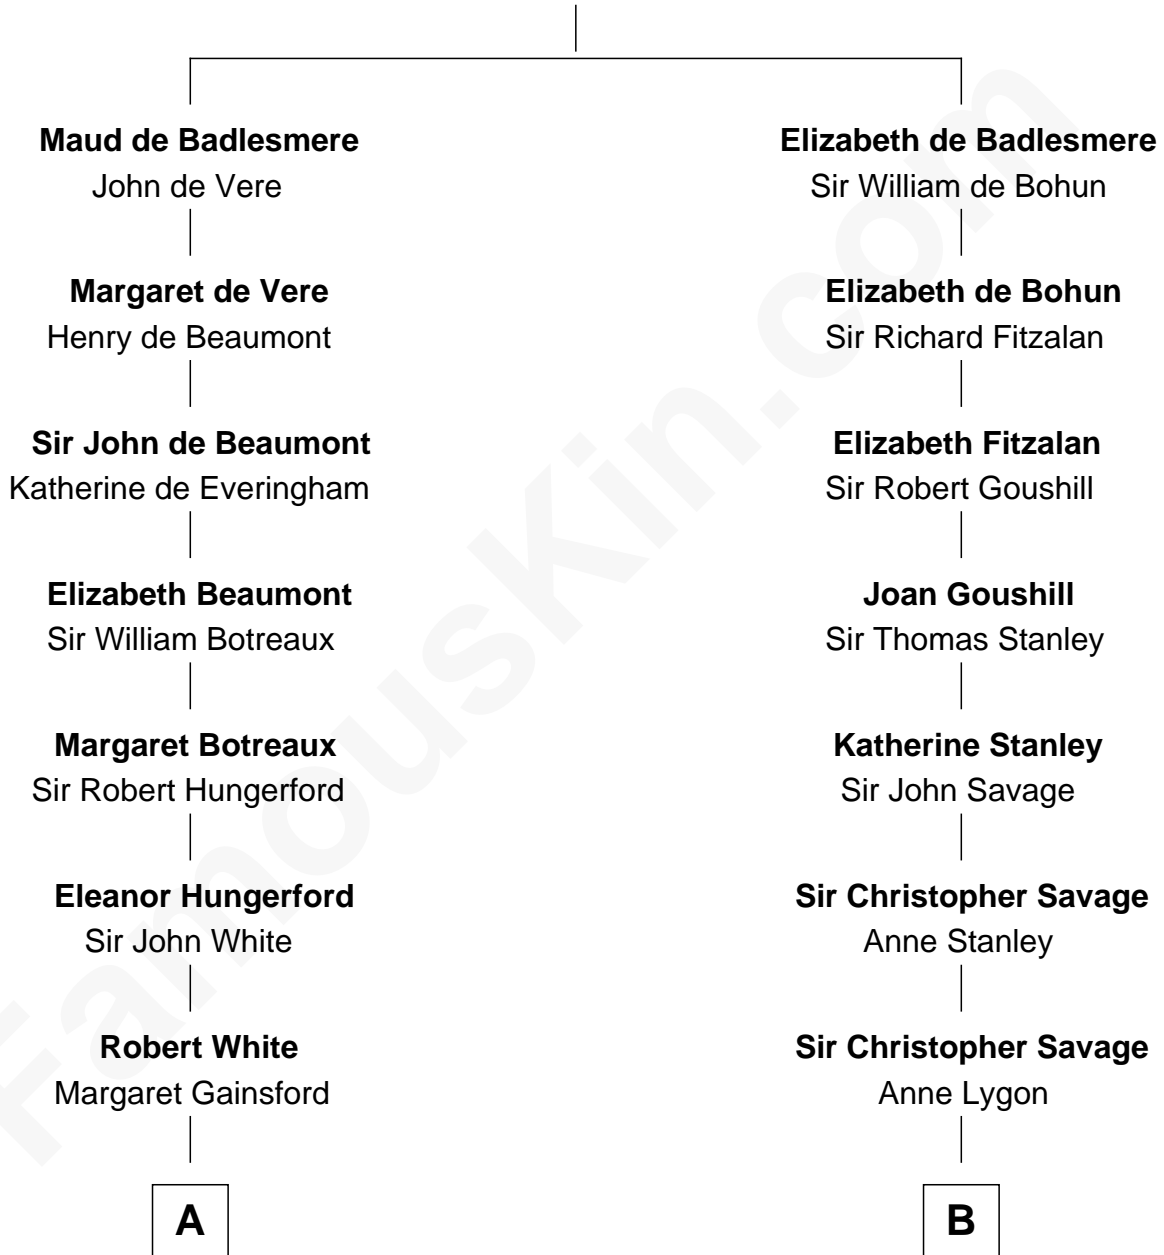 Maud de Badlesmere
John de Vere
Margaret de Vere
Henry de Beaumont
Sir John de Beaumont
Katherine de Everingham
Elizabeth Beaumont
Sir William Botreaux
Margaret Botreaux
Sir Robert Hungerford
Eleanor Hungerford
Sir John White
Robert White
Margaret Gainsford
A
Elizabeth de Badlesmere
Sir William de Bohun
Elizabeth de Bohun
Sir Richard Fitzalan
Elizabeth Fitzalan
Sir Robert Goushill
Joan Goushill
Sir Thomas Stanley
Katherine Stanley
Sir John Savage
Sir Christopher Savage
Anne Stanley
Sir Christopher Savage
Anne Lygon
B
FamousKin.com